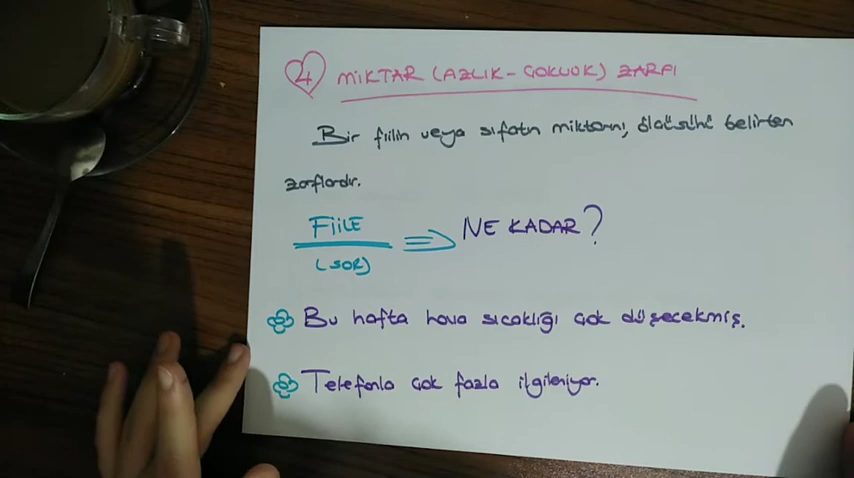 4 MİKTAR (AZLIK - ÇOKLUK) ZARFI
Bir fiilin veya sıfatın miktarını, ölçüsünü belirten
zarflardır.
FİİLE ⇒ NE KADAR?
(SOR)
Bu hafta hava sıcaklığı çok düşecekmiş.
Telefonla çok fazla ilgileniyor.